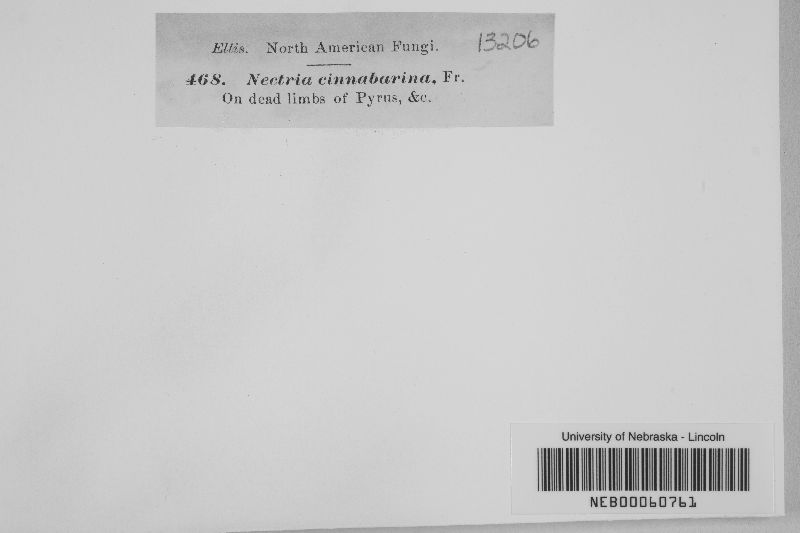 Ellis. North American Fungi. 13206
468. Nectria cinnabarina, Fr.
On dead limbs of Pyrus, &c.
University of Nebraska - Lincoln
NEB00060761